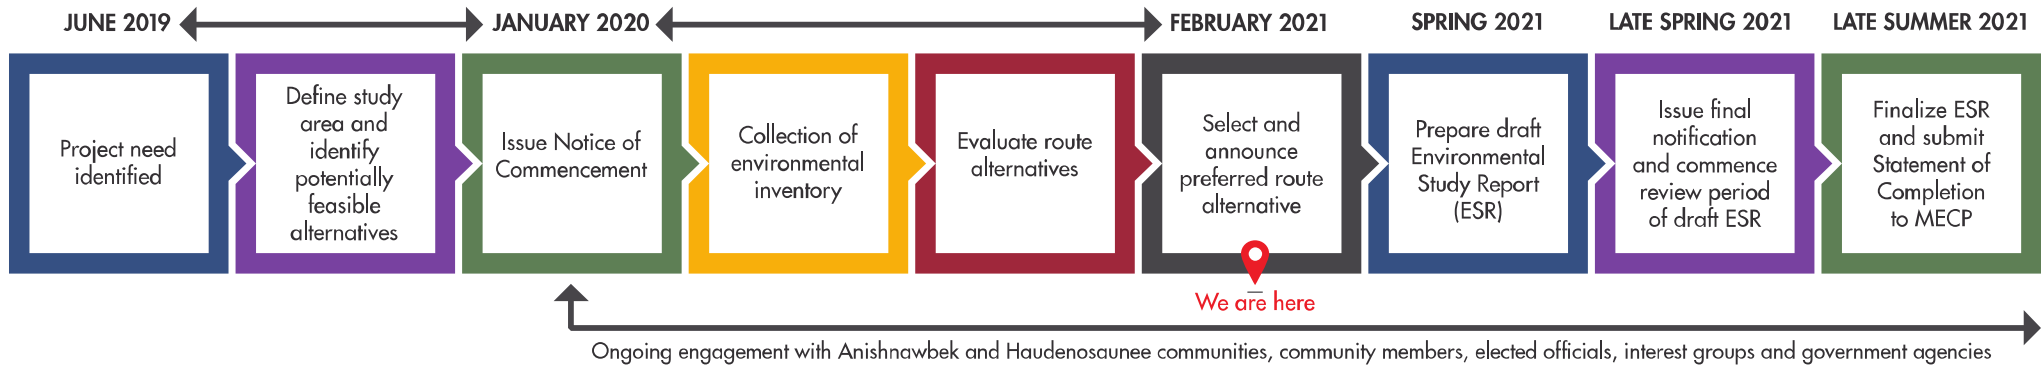 JUNE 2019
JANUARY 2020
FEBRUARY 2021
SPRING 2021
LATE SPRING 2021
LATE SUMMER 2021
Project need
identified
Define study
area and
identify
potentially
feasible
alternatives
Issue Notice of
Commencement
Collection of
environmental
inventory
Evaluate route
alternatives
Select and
announce
preferred route
alternative
Prepare draft
Environmental
Study Report
(ESR)
Issue final
notification
and commence
review period
of draft ESR
Finalize ESR
and submit
Statement of
Completion
to MECP
We are here
Ongoing engagement with Anishnawbek and Haudenosaunee communities, community members, elected officials, interest groups and government agencies